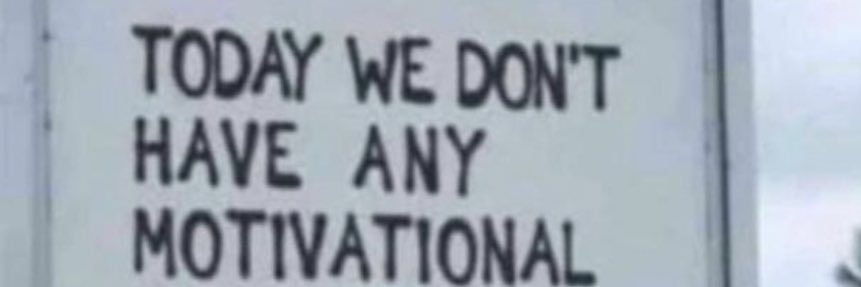 TODAY WE DON'T
HAVE ANY
MOTIVATIONAL